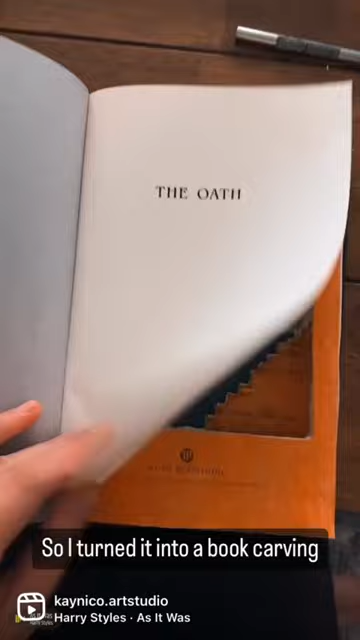 THE OATH
So I turned it into a book carving
kaynico.artstudio
Harry Styles · As It Was